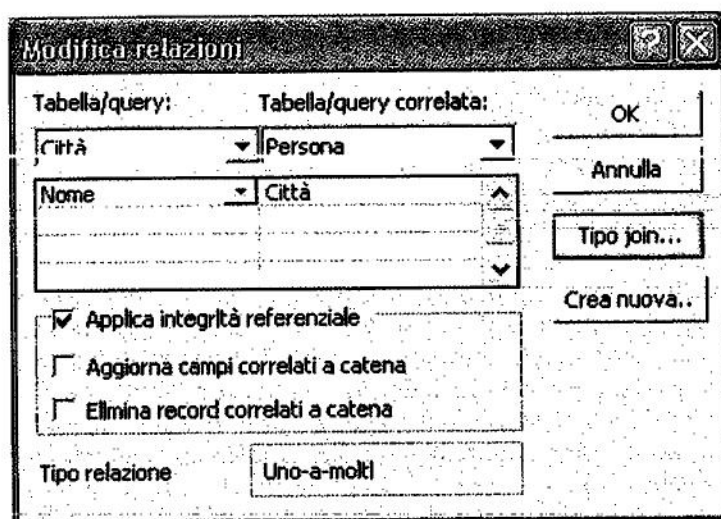 Modifica relazioni
Tabella/query: Tabella/query correlata:
Città Persona
Nome Città
OK
Annulla
Tipo join...
Crea nuova..
Applica integrità referenziale
Aggiorna campi correlati a catena
Elimina record correlati a catena
Tipo relazione Uno-a-molti